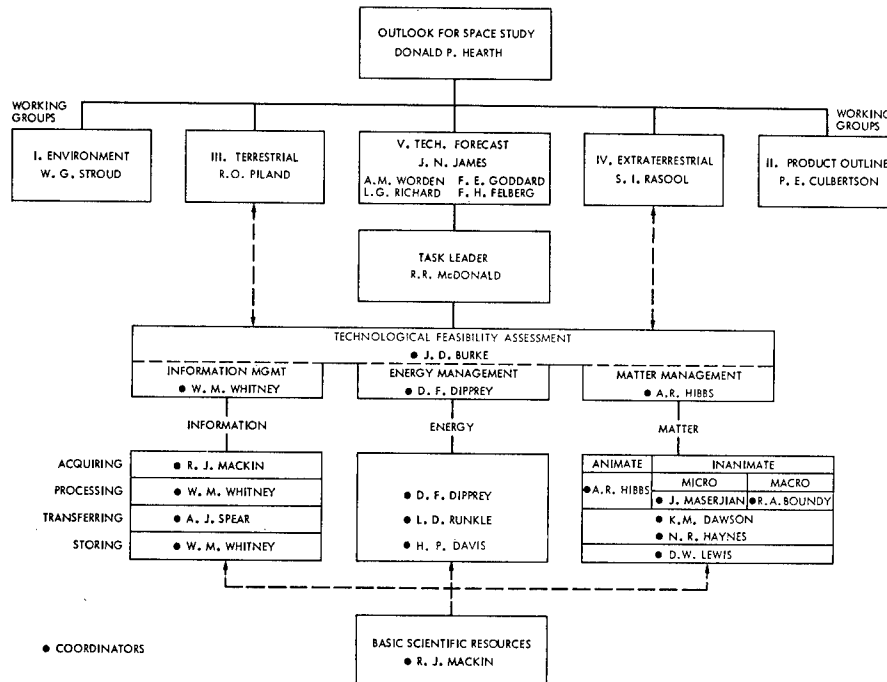 OUTLOOK FOR SPACE STUDY
DONALD P. HEARTH
WORKING
GROUPS
WORKING
GROUPS
I. ENVIRONMENT
W. G. STROUD
III. TERRESTRIAL
R.O. PILAND
V. TECH. FORECAST
J. N. JAMES
A.M. WORDEN F. E. GODDARD
L.G. RICHARD F. H. FELBERG
IV. EXTRATERRESTRIAL
S. I. RASOOL
II. PRODUCT OUTLINE
P. E. CULBERTSON
TASK LEADER
R.R. McDONALD
TECHNOLOGICAL FEASIBILITY ASSESSMENT
● J. D. BURKE
INFORMATION MGMT
● W. M. WHITNEY
ENERGY MANAGEMENT
● D. F. DIPPREY
MATTER MANAGEMENT
● A.R. HIBBS
INFORMATION
ENERGY
MATTER
ACQUIRING
● R. J. MACKIN
PROCESSING
● W. M. WHITNEY
TRANSFERRING
● A. J. SPEAR
STORING
● W. M. WHITNEY
● D. F. DIPPREY
● L. D. RUNKLE
● H. P. DAVIS
ANIMATE
INANIMATE
● A.R. HIBBS
MICRO
MACRO
● J. MASERJIAN
● R.A. BOUNDY
● K.M. DAWSON
● N. R. HAYNES
● D.W. LEWIS
● COORDINATORS
BASIC SCIENTIFIC RESOURCES
● R. J. MACKIN